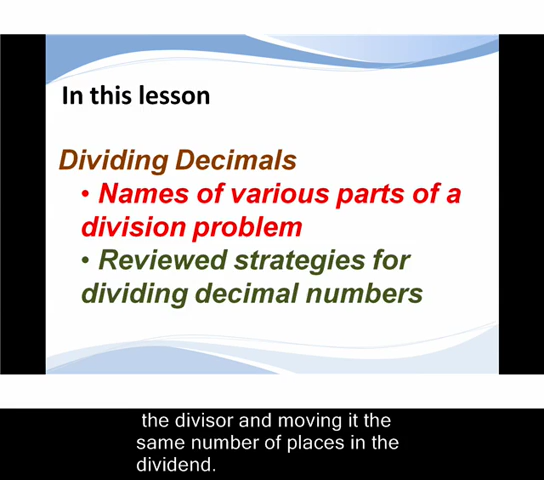 In this lesson
Dividing Decimals
• Names of various parts of a
division problem
• Reviewed strategies for
dividing decimal numbers
the divisor and moving it the
same number of places in the
dividend.